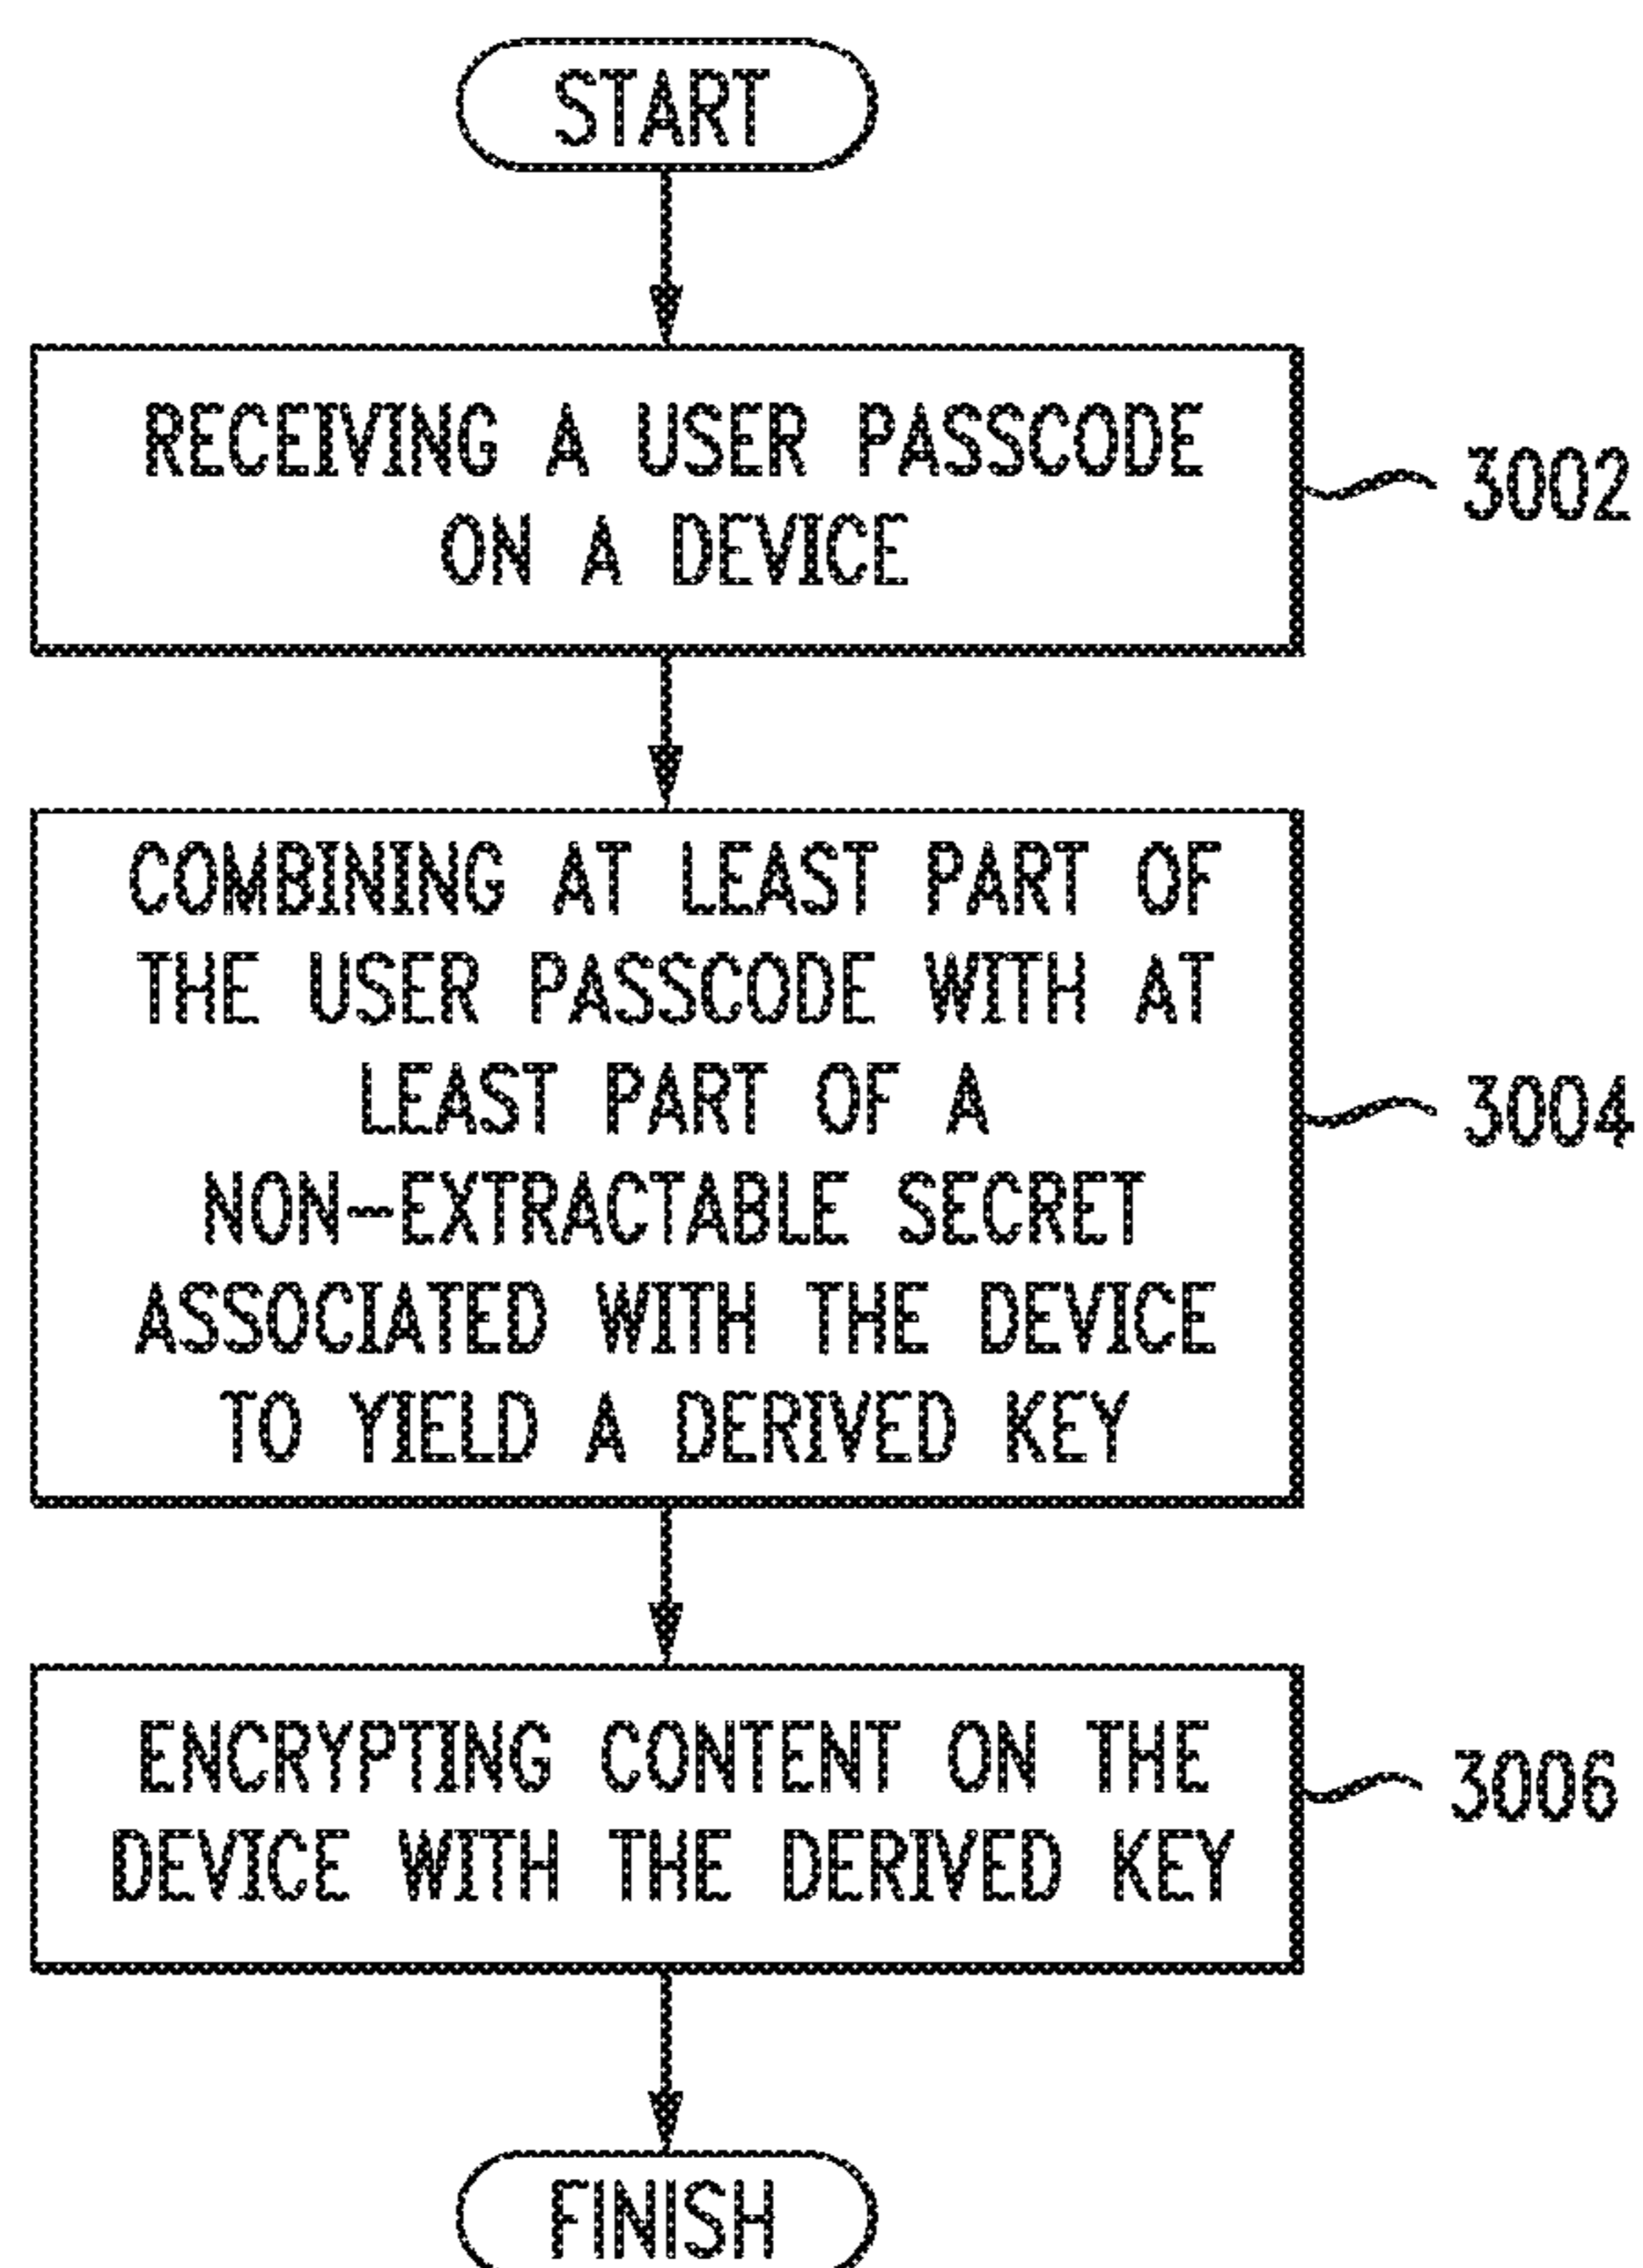 START
RECEIVING A USER PASSCODE
ON A DEVICE
3002
COMBINING AT LEAST PART OF
THE USER PASSCODE WITH AT
LEAST PART OF A
NON-EXTRACTABLE SECRET
ASSOCIATED WITH THE DEVICE
TO YIELD A DERIVED KEY
3004
ENCRYPTING CONTENT ON THE
DEVICE WITH THE DERIVED KEY
3006
FINISH